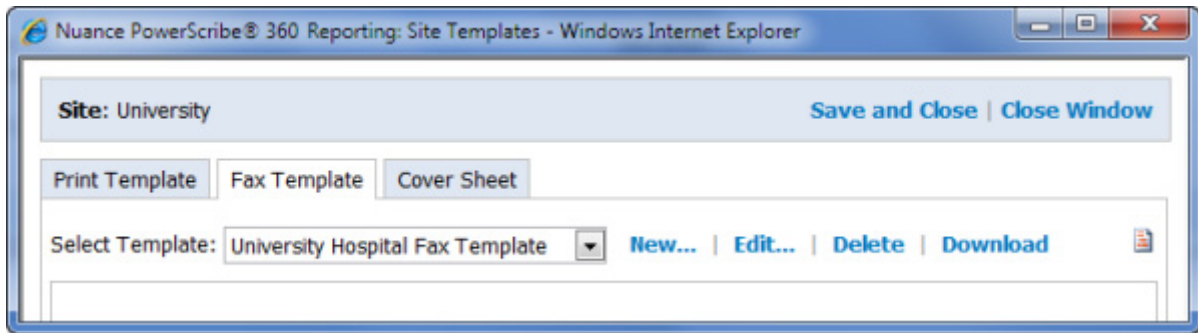 Nuance PowerScribe® 360 Reporting: Site Templates - Windows Internet Explorer
Site: University Save and Close | Close Window
Print Template Fax Template Cover Sheet
Select Template: University Hospital Fax Template New... | Edit... | Delete | Download